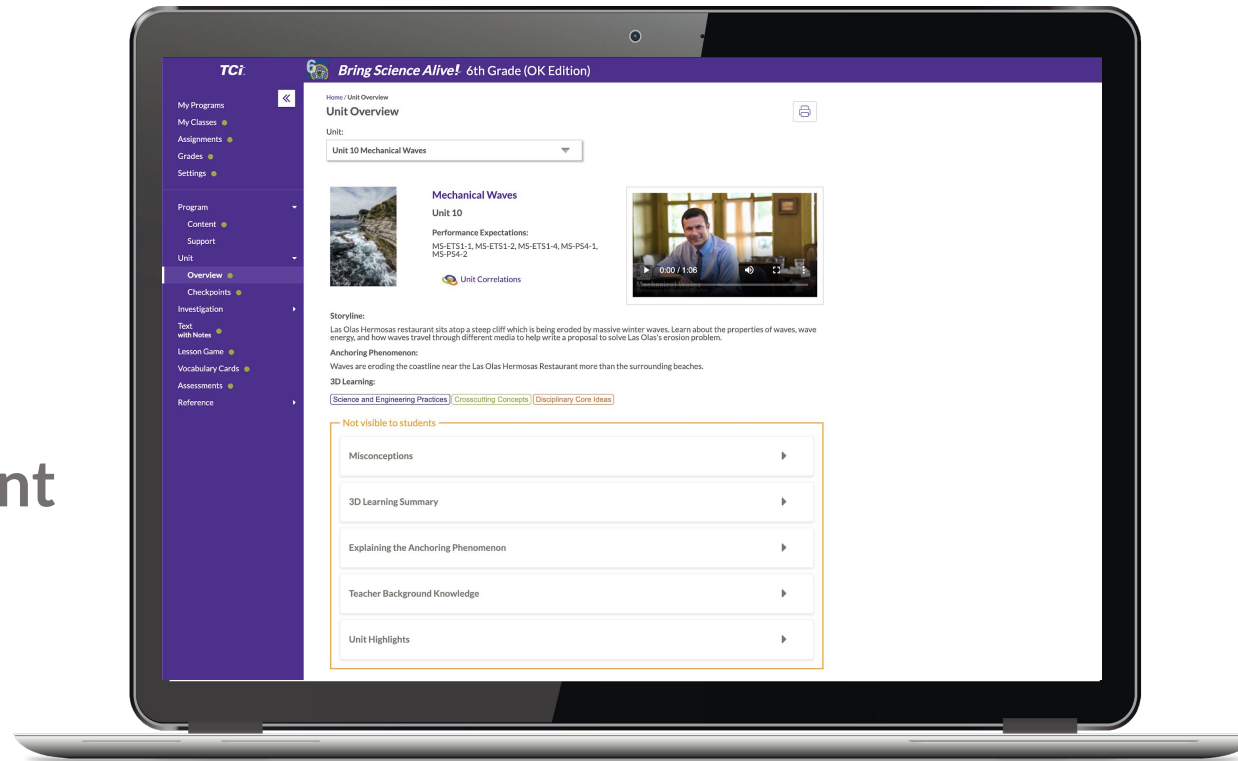 nt
TCi
Bring Science Alive! 6th Grade (OK Edition)
My Programs
My Classes
Assignments
Grades
Settings
Program
Content
Support
Unit
Overview
Checkpoints
Investigation
Text
with Notes
Lesson Game
Vocabulary Cards
Assessments
Reference
Home / Unit Overview
Unit Overview
Unit:
Unit 10 Mechanical Waves
Mechanical Waves
Unit 10
Performance Expectations:
MS-ETS1-1, MS-ETS1-2, MS-ETS1-4, MS-PS4-1,
MS-PS4-2
Unit Correlations
0:00 / 1:06
Mechanical Waves
Storyline:
Las Olas Hermosas restaurant sits atop a steep cliff which is being eroded by massive winter waves. Learn about the properties of waves, wave
energy, and how waves travel through different media to help write a proposal to solve Las Olas's erosion problem.
Anchoring Phenomenon:
Waves are eroding the coastline near the Las Olas Hermosas Restaurant more than the surrounding beaches.
3D Learning:
Science and Engineering Practices Crosscutting Concepts Disciplinary Core Ideas
Not visible to students
Misconceptions
3D Learning Summary
Explaining the Anchoring Phenomenon
Teacher Background Knowledge
Unit Highlights